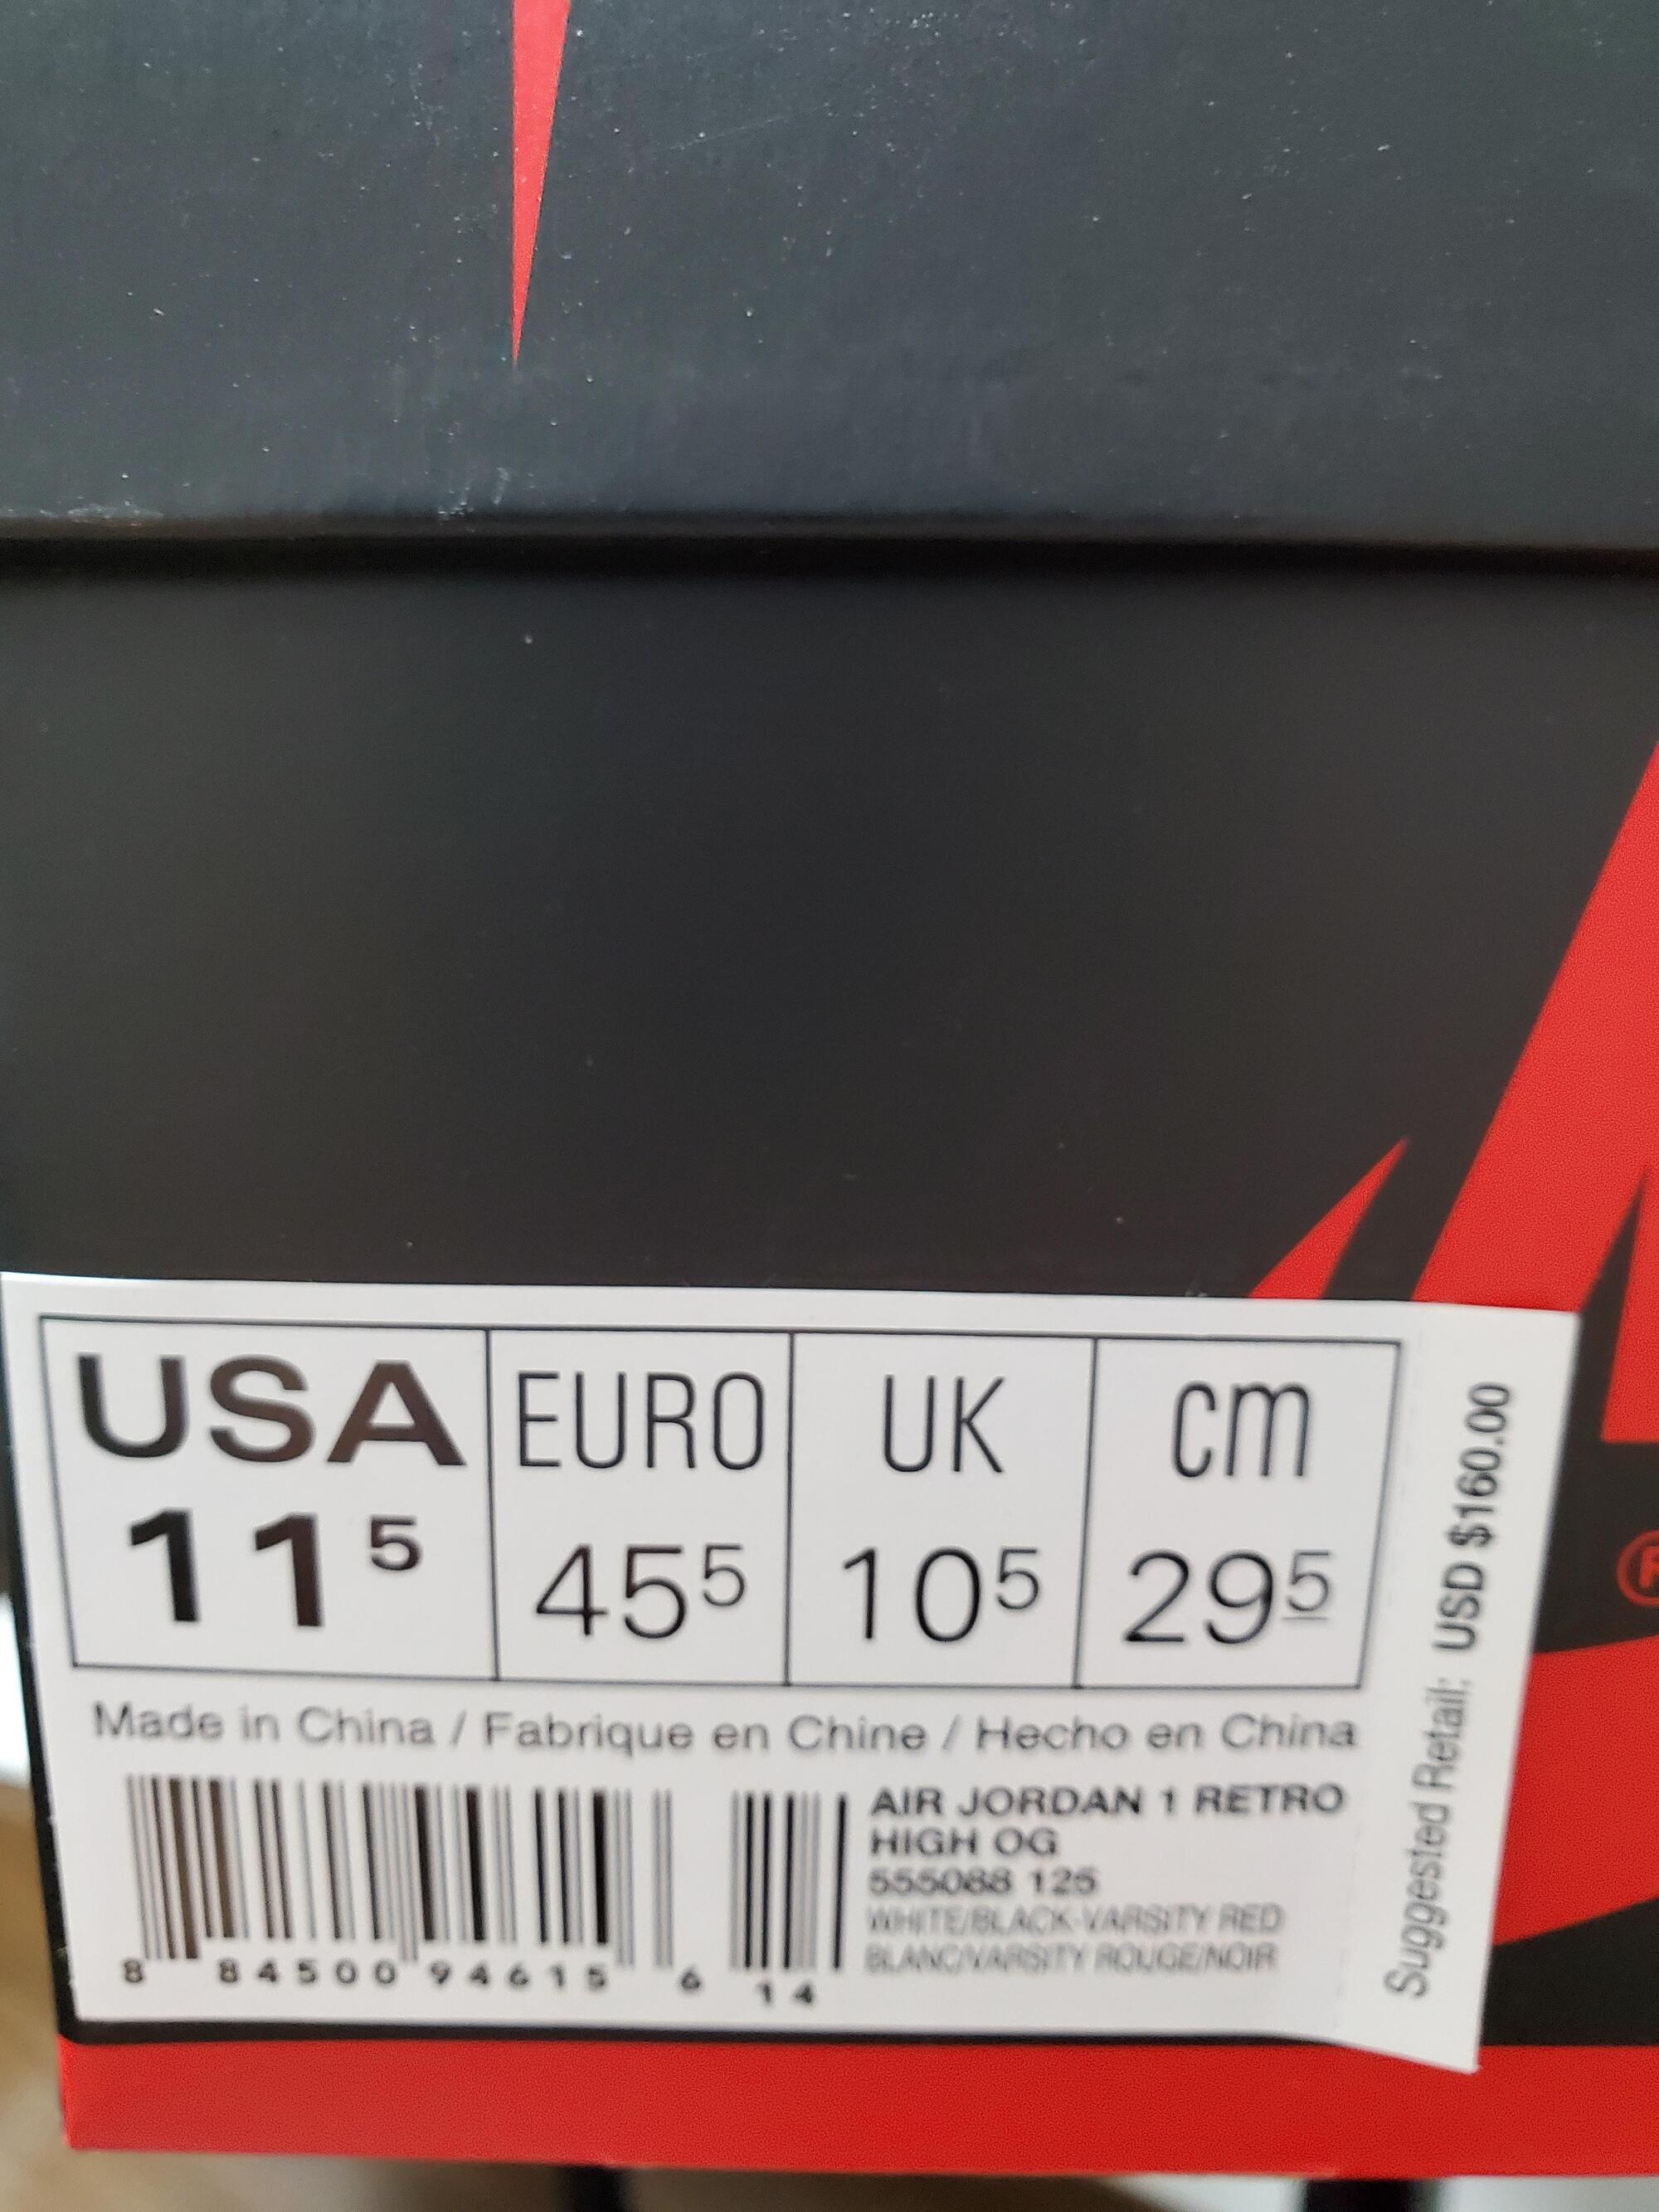 USA EURO UK cm
11⁵ 45⁵ 10⁵ 29⁵
Made in China / Fabrique en Chine / Hecho en China
AIR JORDAN 1 RETRO
HIGH OG
555088 125
WHITE/BLACK-VARSITY RED
BLANC/VARSITY ROUGE/NOIR
8 84500 94615 6 14
Suggested Retail: USD $160.00
®